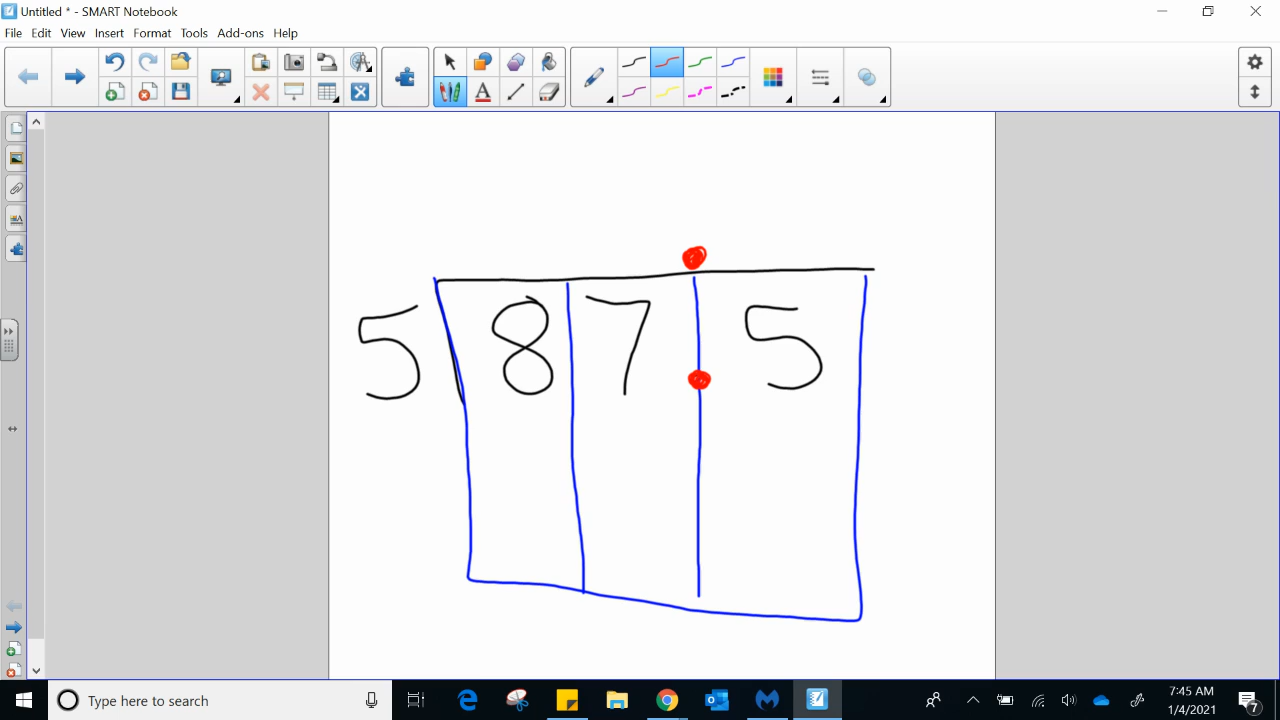 Untitled * - SMART Notebook
File Edit View Insert Format Tools Add-ons Help
5 87.5
Type here to search
7:45 AM
1/4/2021
7